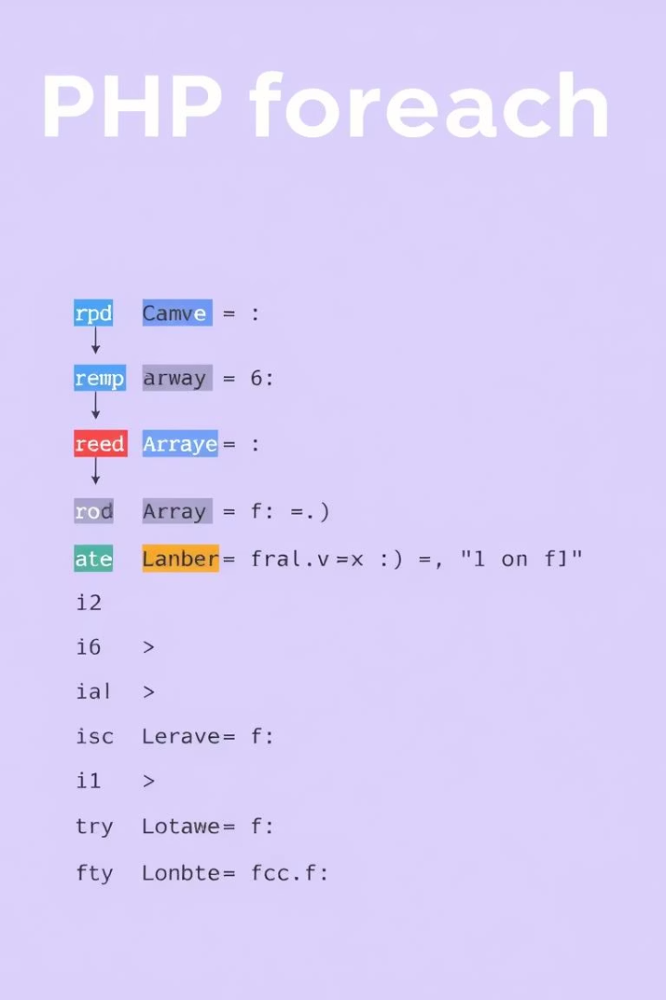 PHP foreach
rpd Camve = :
remp arway = 6:
reed Arraye = :
rod Array = f: =.)
ate Lanber= fral.v=x :) =, "1 on f]"
i2
i6 >
ial >
isc Lerave= f:
i1 >
try Lotawe= f:
fty Lonbte= fcc.f: